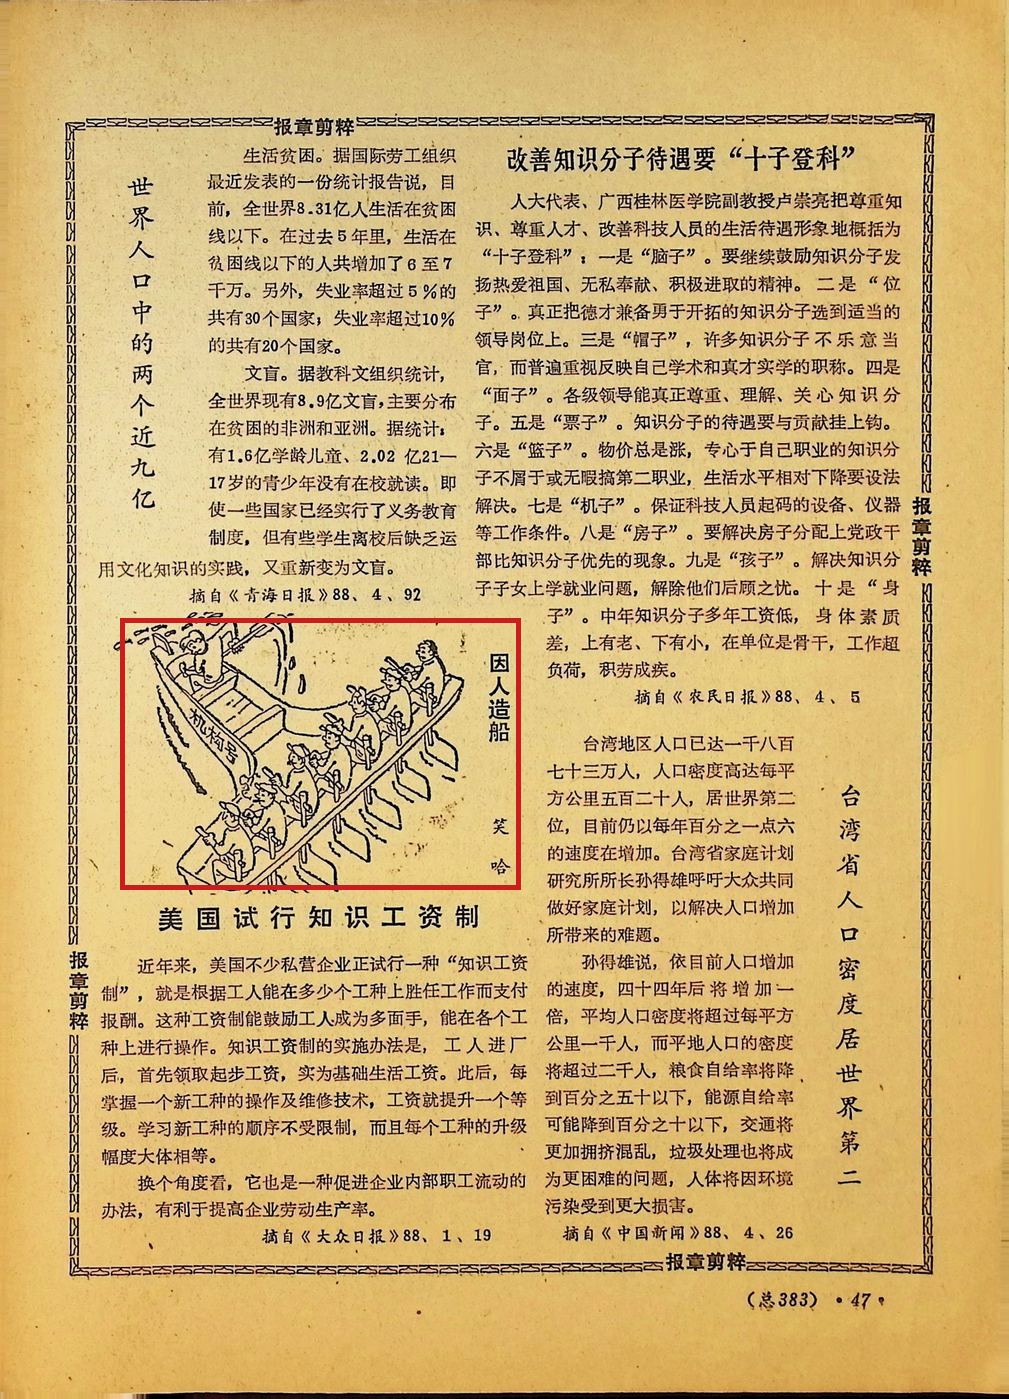 报章剪粹
世界人口中的两个近九亿
生活贫困。据国际劳工组织
最近发表的一份统计报告说，目
前，全世界8.31亿人生活在贫困
线以下。在过去5年里，生活在
贫困线以下的人共增加了6至7
千万。另外，失业率超过5%的
共有30个国家；失业率超过10%
的共有20个国家。
文盲。据教科文组织统计，
全世界现有8.9亿文盲，主要分布
在贫困的非洲和亚洲。据统计：
有1.6亿学龄儿童、2.02亿21—
17岁的青少年没有在校就读。即
使一些国家已经实行了义务教育
制度，但有些学生离校后缺乏运
用文化知识的实践，又重新变为文盲。
摘自《青海日报》88、4、92
机构号
因人造船
笑哈
美国试行知识工资制
近年来，美国不少私营企业正试行一种“知识工资
制”，就是根据工人能在多少个工种上胜任工作而支付
报酬。这种工资制能鼓励工人成为多面手，能在各个工
种上进行操作。知识工资制的实施办法是，工人进厂
后，首先领取起步工资，实为基础生活工资。此后，每
掌握一个新工种的操作及维修技术，工资就提升一个等
级。学习新工种的顺序不受限制，而且每个工种的升级
幅度大体相等。
换个角度看，它也是一种促进企业内部职工流动的
办法，有利于提高企业劳动生产率。
摘自《大众日报》88、1、19
报章剪粹
改善知识分子待遇要“十子登科”
人大代表、广西桂林医学院副教授卢崇亮把尊重知
识、尊重人才、改善科技人员的生活待遇形象地概括为
“十子登科”；一是“脑子”。要继续鼓励知识分子发
扬热爱祖国、无私奉献、积极进取的精神。二是“位
子”。真正把德才兼备勇于开拓的知识分子选到适当的
领导岗位上。三是“帽子”，许多知识分子不乐意当
官，而普遍重视反映自己学术和真才实学的职称。四是
“面子”。各级领导能真正尊重、理解、关心知识分
子。五是“票子”。知识分子的待遇要与贡献挂上钩。
六是“篮子”。物价总是涨，专心于自己职业的知识分
子不屑于或无暇搞第二职业，生活水平相对下降要设法
解决。七是“机子”。保证科技人员起码的设备、仪器
等工作条件。八是“房子”。要解决房子分配上党政干
部比知识分子优先的现象。九是“孩子”。解决知识分
子子女上学就业问题，解除他们后顾之忧。十是“身
子”。中年知识分子多年工资低，身体素质
差，上有老、下有小，在单位是骨干，工作超
负荷，积劳成疾。
摘自《农民日报》88、4、5
报章剪粹
台湾省人口密度居世界第二
台湾地区人口已达一千八百
七十三万人，人口密度高达每平
方公里五百二十人，居世界第二
位，目前仍以每年百分之一点六
的速度在增加。台湾省家庭计划
研究所所长孙得雄呼吁大众共同
做好家庭计划，以解决人口增加
所带来的难题。
孙得雄说，依目前人口增加
的速度，四十四年后将增加一
倍，平均人口密度将超过每平方
公里一千人，而平地人口的密度
将超过二千人，粮食自给率将降
到百分之五十以下，能源自给率
可能降到百分之十以下，交通将
更加拥挤混乱，垃圾处理也将成
为更困难的问题，人体将因环境
污染受到更大损害。
摘自《中国新闻》88、4、26
报章剪粹
（总383）·47·